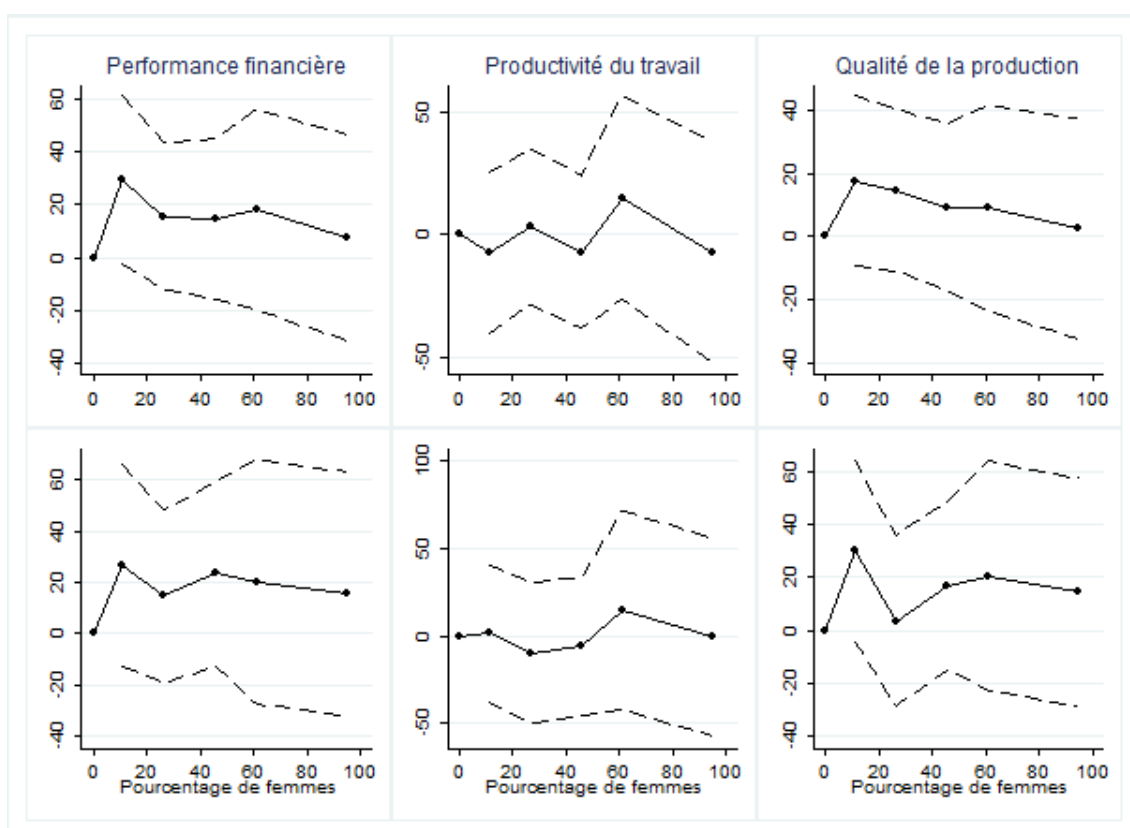 Performance financière
Productivité du travail
Qualité de la production
60
40
20
0
-20
-40
0 20 40 60 80 100
50
0
-50
0 20 40 60 80 100
40
20
0
-20
-40
0 20 40 60 80 100
60
40
20
0
-20
-40
0 20 40 60 80 100
Pourcentage de femmes
100
50
0
-50
0 20 40 60 80 100
Pourcentage de femmes
60
40
20
0
-20
-40
0 20 40 60 80 100
Pourcentage de femmes